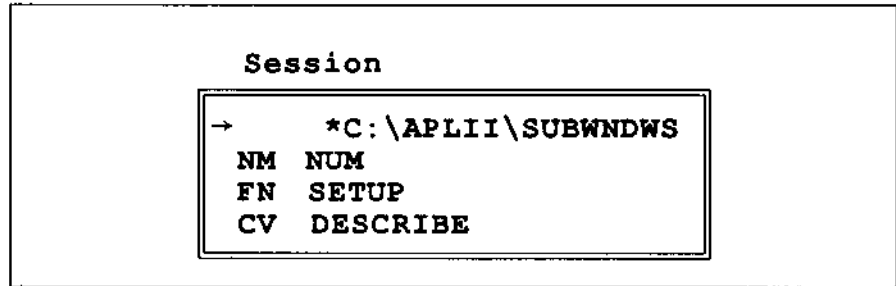 Session
→ *C:\APLII\SUBWNDWS
NM NUM
FN SETUP
CV DESCRIBE